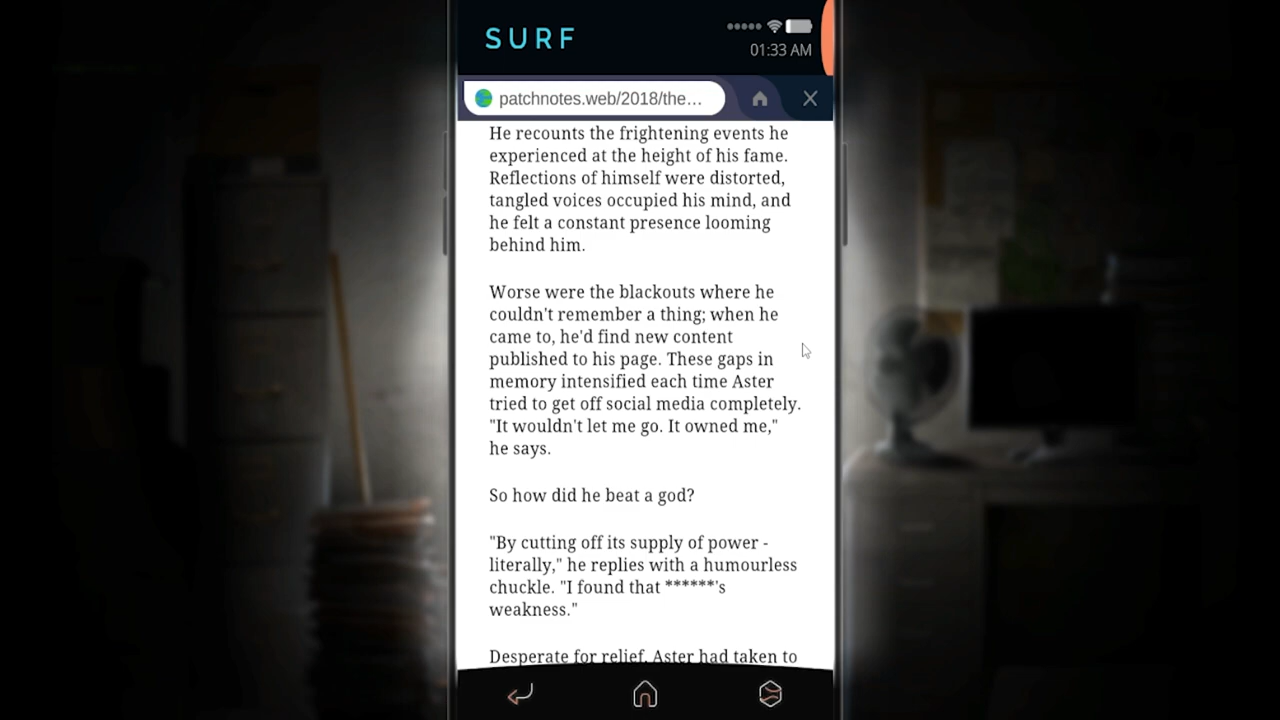 SURF
01:33 AM
patchnotes.web/2018/the...
He recounts the frightening events he
experienced at the height of his fame.
Reflections of himself were distorted,
tangled voices occupied his mind, and
he felt a constant presence looming
behind him.
Worse were the blackouts where he
couldn't remember a thing; when he
came to, he'd find new content
published to his page. These gaps in
memory intensified each time Aster
tried to get off social media completely.
"It wouldn't let me go. It owned me,"
he says.
So how did he beat a god?
"By cutting off its supply of power -
literally," he replies with a humourless
chuckle. "I found that ******'s
weakness."
Desperate for relief, Aster had taken to